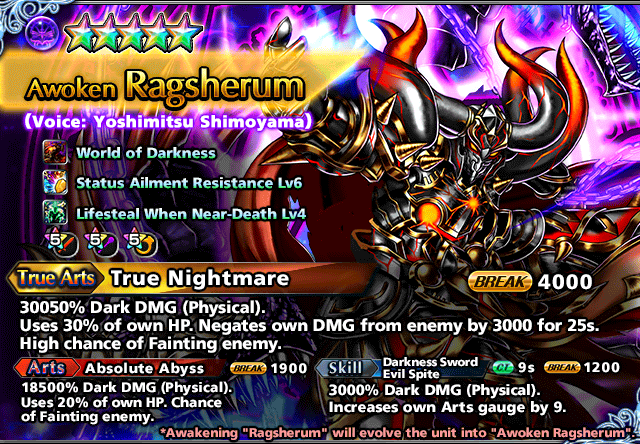 Awoken Ragsherum
(Voice: Yoshimitsu Shimoyama)
World of Darkness
Status Ailment Resistance Lv6
Lifesteal When Near-Death Lv4
5 5 5
True Arts True Nightmare BREAK 4000
30050% Dark DMG (Physical).
Uses 30% of own HP. Negates own DMG from enemy by 3000 for 25s.
High chance of Fainting enemy.
Arts Absolute Abyss BREAK 1900
18500% Dark DMG (Physical).
Uses 20% of own HP. Chance
of Fainting enemy.
Skill Darkness Sword
Evil Spite CT 9s BREAK 1200
3000% Dark DMG (Physical).
Increases own Arts gauge by 9.
*Awakening "Ragsherum" will evolve the unit into "Awoken Ragsherum".